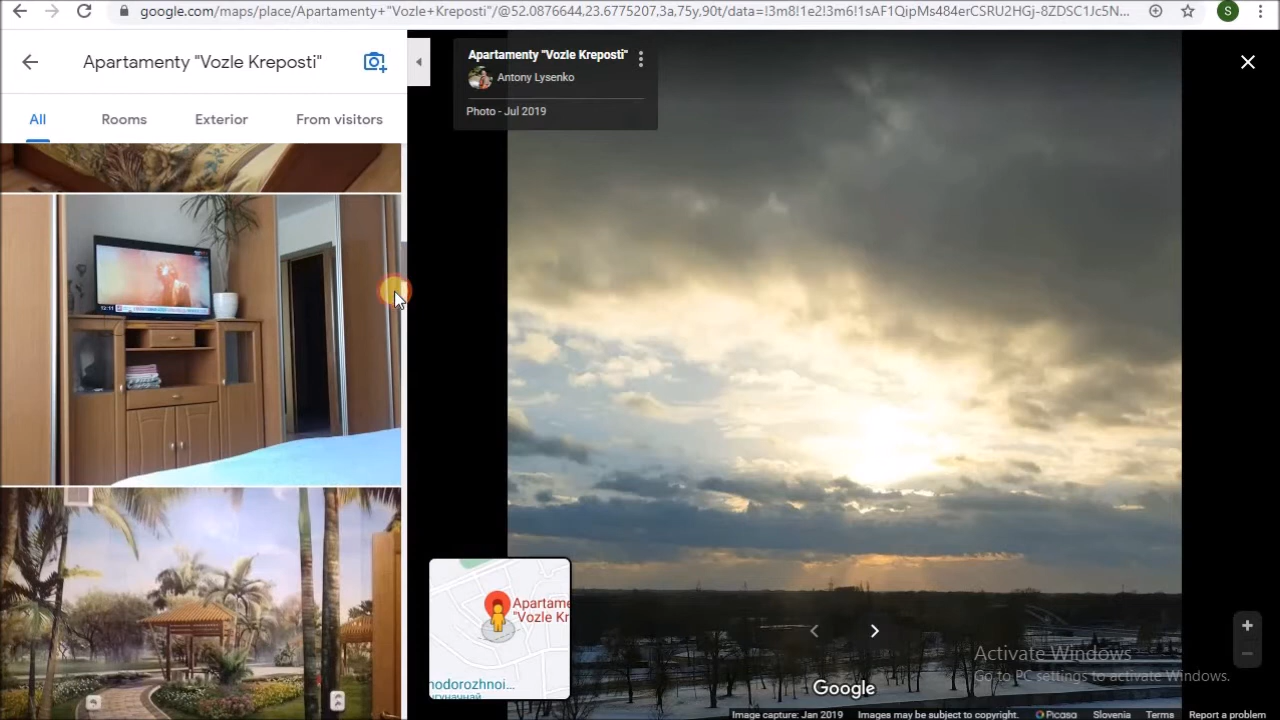 google.com/maps/place/Apartamenty+"Vozle+Kreposti"/@52.0876644,23.6775207,3a,75y,90t/data=!3m8!1e2!3m6!1sAF1QipMs484erCSRU2HGj-8ZDSC1Jc5N...
S
Apartamenty "Vozle Kreposti"
All
Rooms
Exterior
From visitors
Apartamenty "Vozle Kreposti"
Antony Lysenko
Photo - Jul 2019
Apartame
"Vozle Kr
nodorozhnoi...
Activate Windows
Go to PC settings to activate Windows.
Google
Image capture: Jan 2019 Images may be subject to copyright. Picasa Slovenia Terms Report a problem